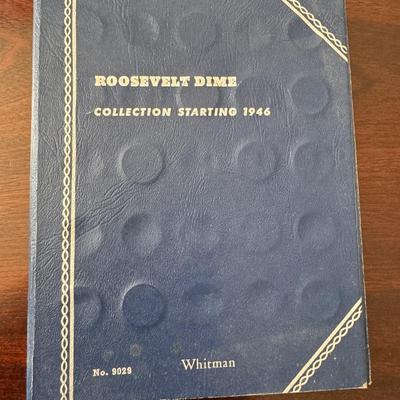 ROOSEVELT DIME
COLLECTION STARTING 1946
No. 9029
Whitman